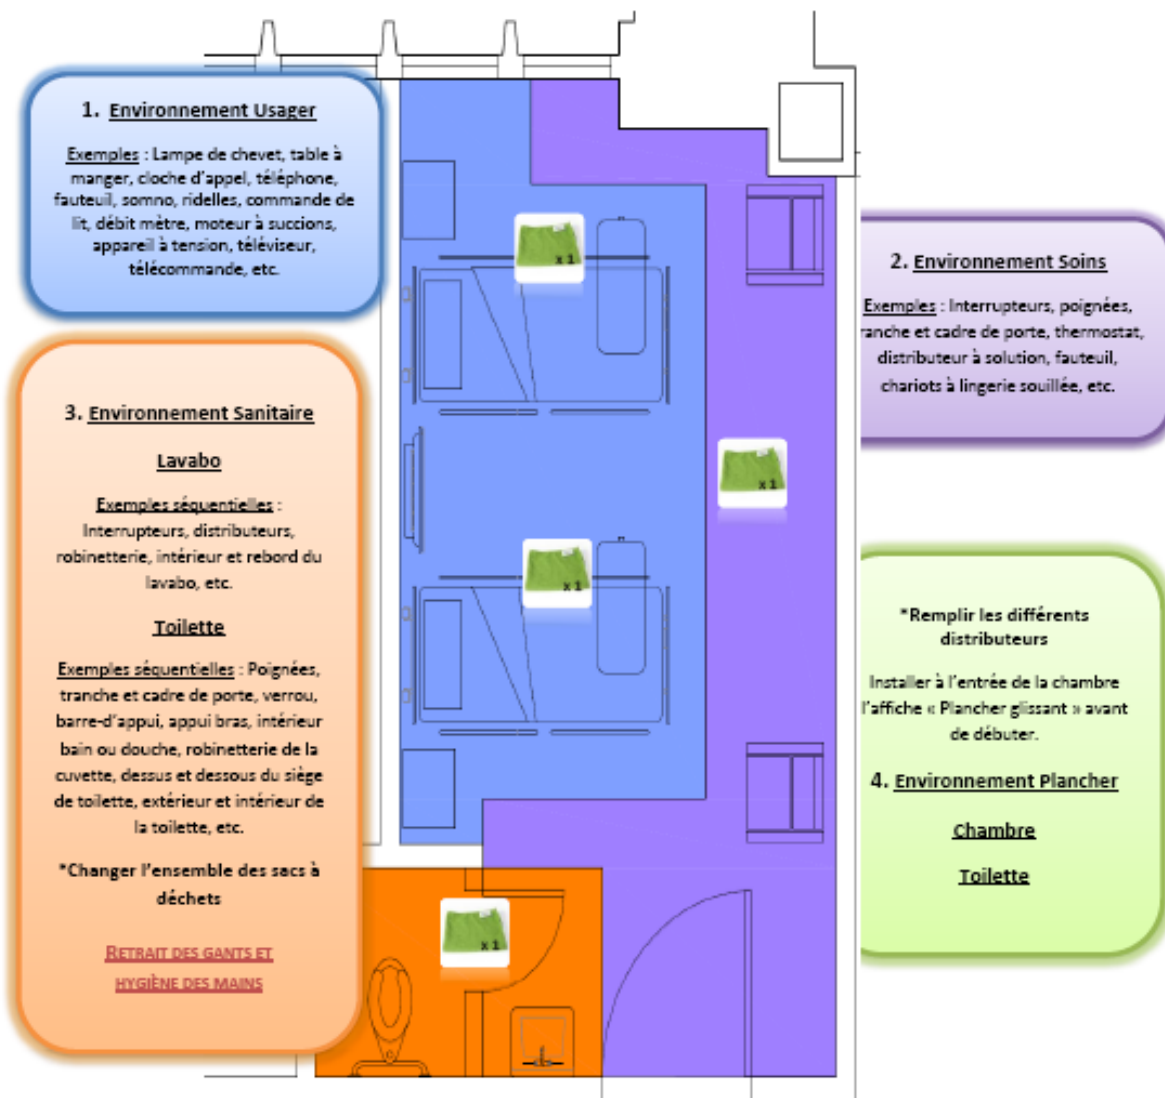 1. Environnement Usager
Exemples : Lampe de chevet, table à
manger, cloche d'appel, téléphone,
fauteuil, somno, ridelles, commande de
lit, débit mètre, moteur à succions,
appareil à tension, téléviseur,
télécommande, etc.
2. Environnement Soins
Exemples : Interrupteurs, poignées,
ranche et cadre de porte, thermostat,
distributeur à solution, fauteuil,
chariots à lingerie souillée, etc.
3. Environnement Sanitaire
Lavabo
Exemples séquentielles :
Interrupteurs, distributeurs,
robinetterie, intérieur et rebord du
lavabo, etc.
Toilette
Exemples séquentielles : Poignées,
tranche et cadre de porte, verrou,
barre-d'appui, appui bras, intérieur
bain ou douche, robinetterie de la
cuvette, dessus et dessous du siège
de toilette, extérieur et intérieur de
la toilette, etc.
*Changer l'ensemble des sacs à
déchets
RETRAIT DES GANTS ET
HYGIÈNE DES MAINS
*Remplir les différents
distributeurs
Installer à l'entrée de la chambre
l'affiche « Plancher glissant » avant
de débuter.
4. Environnement Plancher
Chambre
Toilette
x 1
x 1
x 1
x 1